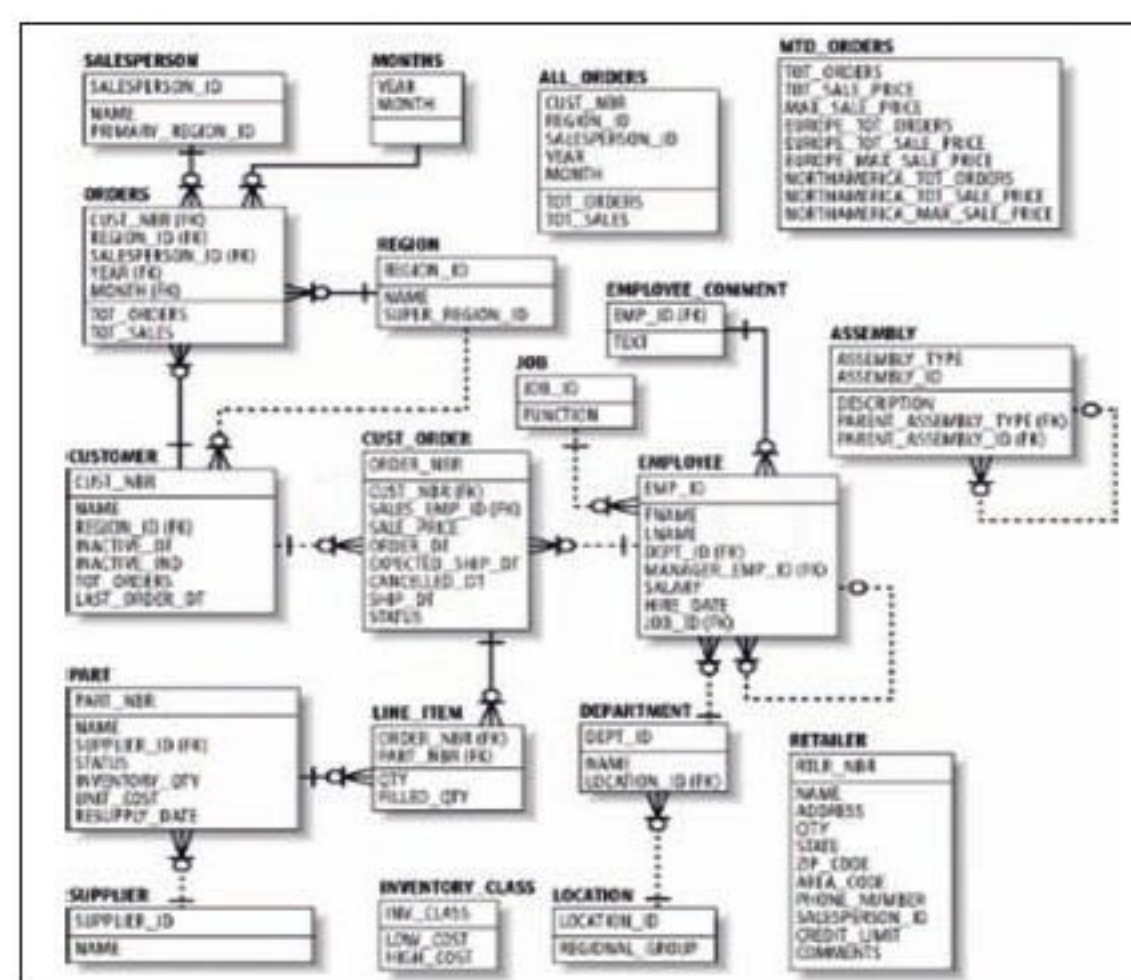 SALESPERSON
SALESPERSON_ID
NAME
PRIMARY_REGION_ID
MONTHS
YEAR
MONTH
ALL_ORDERS
CUST_NBR
REGION_ID
SALESPERSON_ID
YEAR
MONTH
TOT_ORDERS
TOT_SALES
MTD_ORDERS
TOT_ORDERS
TOT_SALE_PRICE
MAX_SALE_PRICE
EUROPE_TOT_ORDERS
EUROPE_TOT_SALE_PRICE
EUROPE_MAX_SALE_PRICE
NORTHAMERICA_TOT_ORDERS
NORTHAMERICA_TOT_SALE_PRICE
NORTHAMERICA_MAX_SALE_PRICE
ORDERS
CUST_NBR (FK)
REGION_ID (FK)
SALESPERSON_ID (FK)
YEAR (FK)
MONTH (FK)
TOT_ORDERS
TOT_SALES
REGION
REGION_ID
NAME
SUPER_REGION_ID
EMPLOYEE_COMMENT
EMP_ID (FK)
TEXT
ASSEMBLY
ASSEMBLY_TYPE
ASSEMBLY_ID
DESCRIPTION
PARENT_ASSEMBLY_TYPE (FK)
PARENT_ASSEMBLY_ID (FK)
JOB
JOB_ID
FUNCTION
CUSTOMER
CUST_NBR
NAME
REGION_ID (FK)
INACTIVE_DT
INACTIVE_IND
TOT_ORDERS
LAST_ORDER_DT
CUST_ORDER
ORDER_NBR
CUST_NBR (FK)
SALES_EMP_ID (FK)
SALE_PRICE
ORDER_DT
EXPECTED_SHIP_DT
CANCELLED_DT
SHIP_DT
STATUS
EMPLOYEE
EMP_ID
FNAME
LNAME
DEPT_ID (FK)
MANAGER_EMP_ID (FK)
SALARY
HIRE_DATE
JOB_ID (FK)
PART
PART_NBR
NAME
SUPPLIER_ID (FK)
STATUS
INVENTORY_QTY
UNIT_COST
RESUPPLY_DATE
LINE_ITEM
ORDER_NBR (FK)
PART_NBR (FK)
QTY
FILLED_QTY
DEPARTMENT
DEPT_ID
NAME
LOCATION_ID (FK)
RETAILER
RTLR_NBR
NAME
ADDRESS
CITY
STATE
ZIP_CODE
AREA_CODE
PHONE_NUMBER
SALESPERSON_ID
CREDIT_LIMIT
COMMENTS
SUPPLIER
SUPPLIER_ID
NAME
INVENTORY_CLASS
INV_CLASS
LOW_COST
HIGH_COST
LOCATION
LOCATION_ID
REGIONAL_GROUP